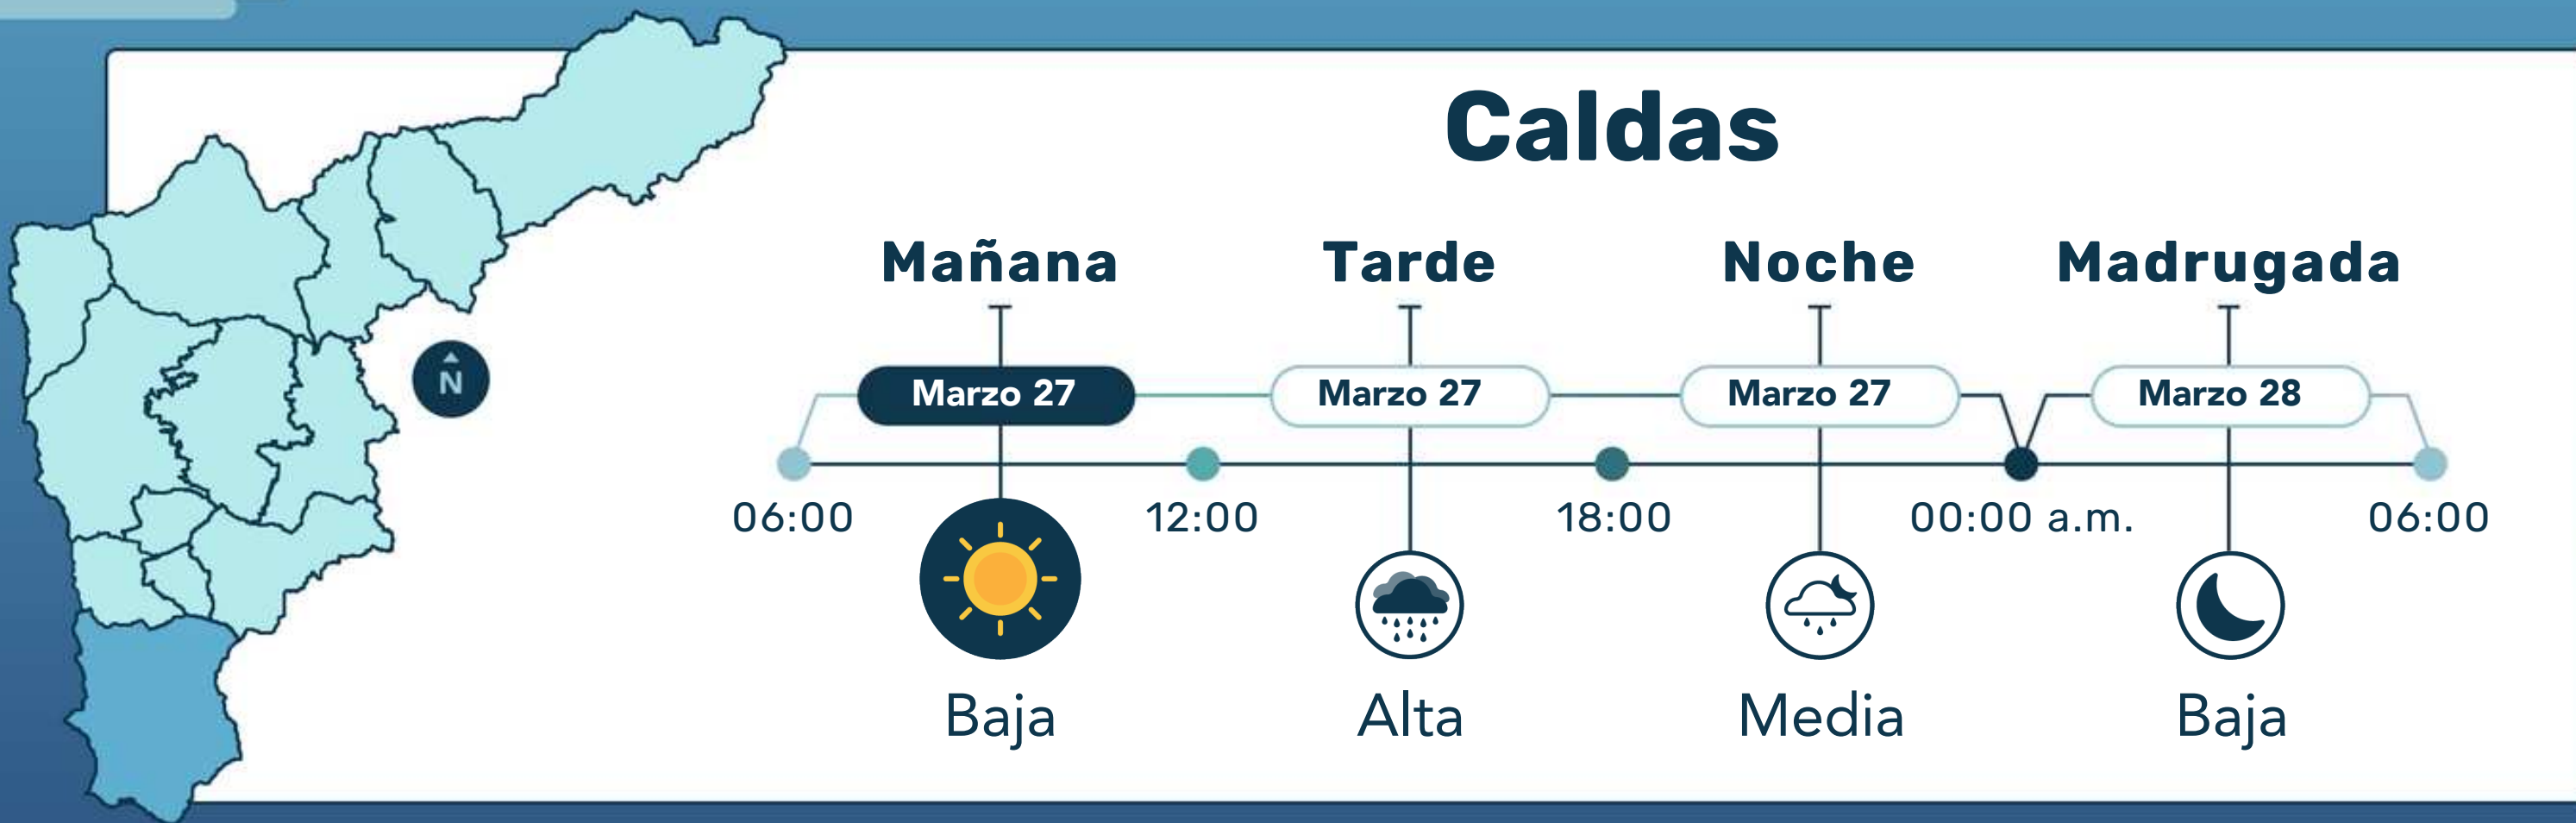 Caldas
Mañana Tarde Noche Madrugada
N
Marzo 27 Marzo 27 Marzo 27 Marzo 28
06:00 12:00 18:00 00:00 a.m. 06:00
Baja Alta Media Baja